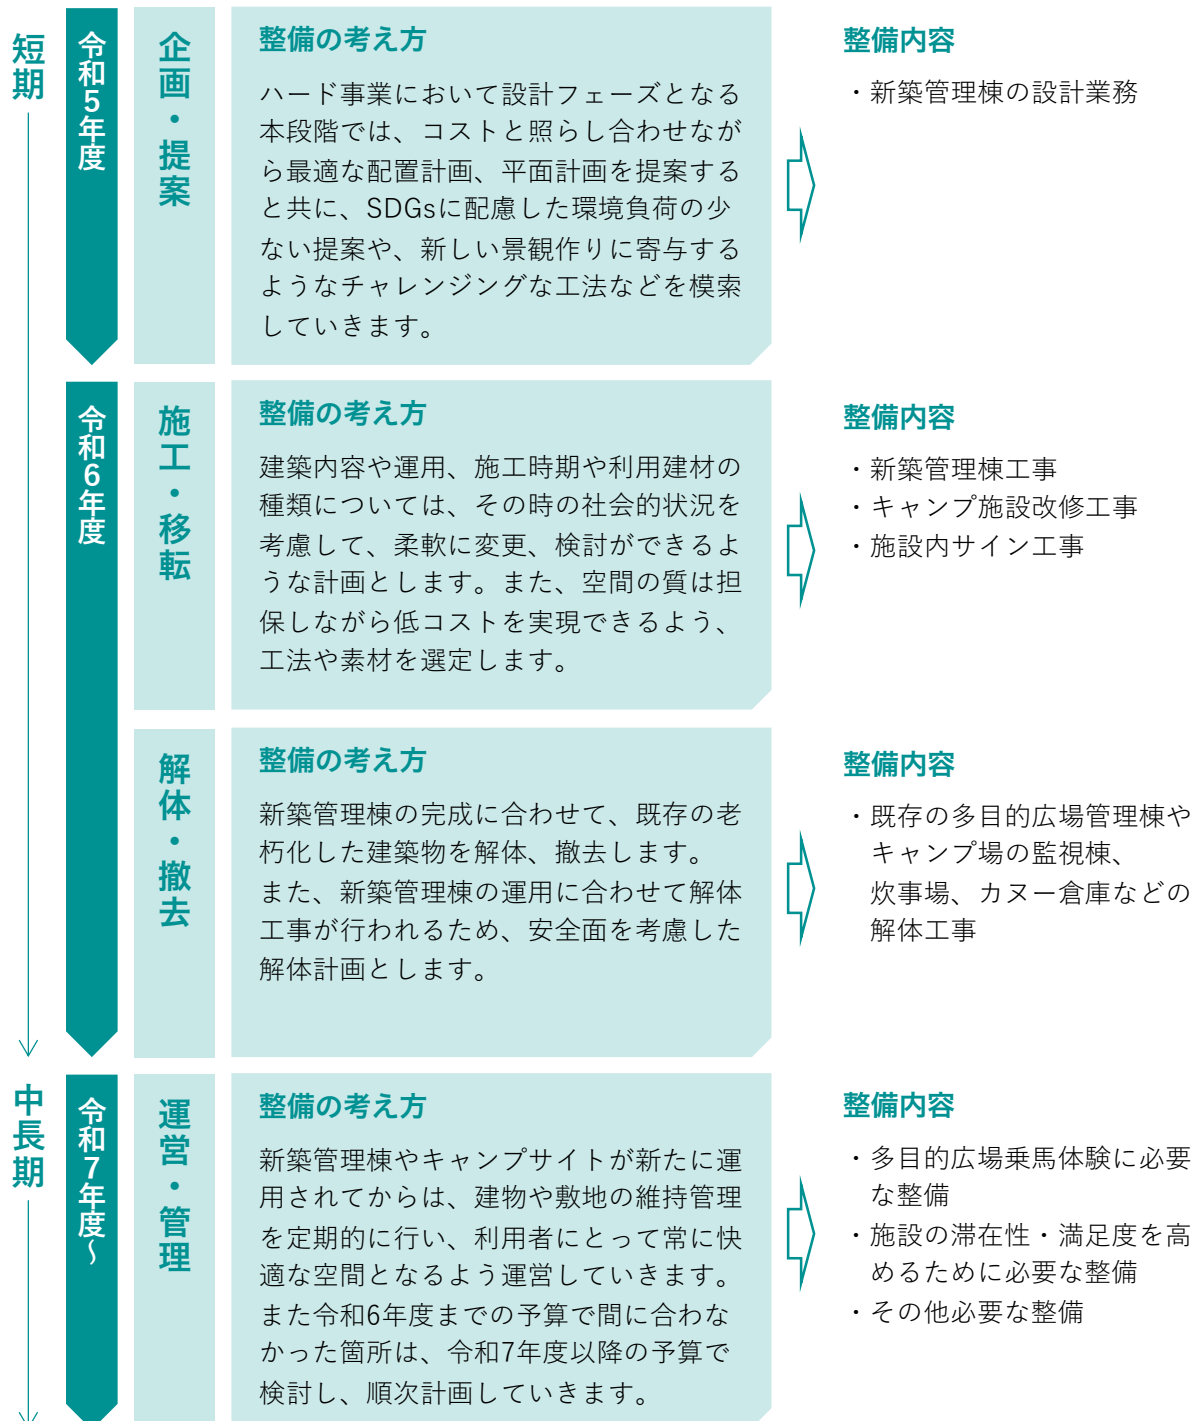 短期
令和5年度
企画・提案
整備の考え方
ハード事業において設計フェーズとなる
本段階では、コストと照らし合わせなが
ら最適な配置計画、平面計画を提案する
と共に、SDGsに配慮した環境負荷の少
ない提案や、新しい景観作りに寄与する
ようなチャレンジングな工法などを模索
していきます。
整備内容
・新築管理棟の設計業務
令和6年度
施工・移転
整備の考え方
建築内容や運用、施工時期や利用建材の
種類については、その時の社会的状況を
考慮して、柔軟に変更、検討ができるよ
うな計画とします。また、空間の質は担
保しながら低コストを実現できるよう、
工法や素材を選定します。
整備内容
・新築管理棟工事
・キャンプ施設改修工事
・施設内サイン工事
解体・撤去
整備の考え方
新築管理棟の完成に合わせて、既存の老
朽化した建築物を解体、撤去します。
また、新築管理棟の運用に合わせて解体
工事が行われるため、安全面を考慮した
解体計画とします。
整備内容
・既存の多目的広場管理棟や
キャンプ場の監視棟、
炊事場、カヌー倉庫などの
解体工事
中長期
令和7年度～
運営・管理
整備の考え方
新築管理棟やキャンプサイトが新たに運
用されてからは、建物や敷地の維持管理
を定期的に行い、利用者にとって常に快
適な空間となるよう運営していきます。
また令和6年度までの予算で間に合わな
かった箇所は、令和7年度以降の予算で
検討し、順次計画していきます。
整備内容
・多目的広場乗馬体験に必要
な整備
・施設の滞在性・満足度を高
めるために必要な整備
・その他必要な整備